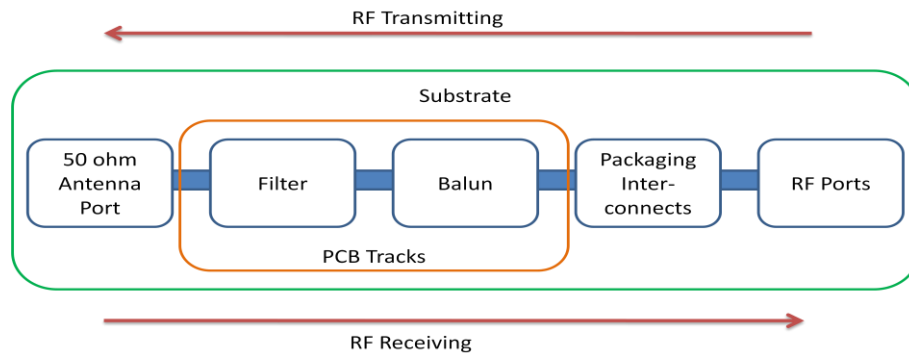 RF Transmitting
Substrate
50 ohm
Antenna
Port
Filter
Balun
Packaging
Inter-
connects
RF Ports
PCB Tracks
RF Receiving